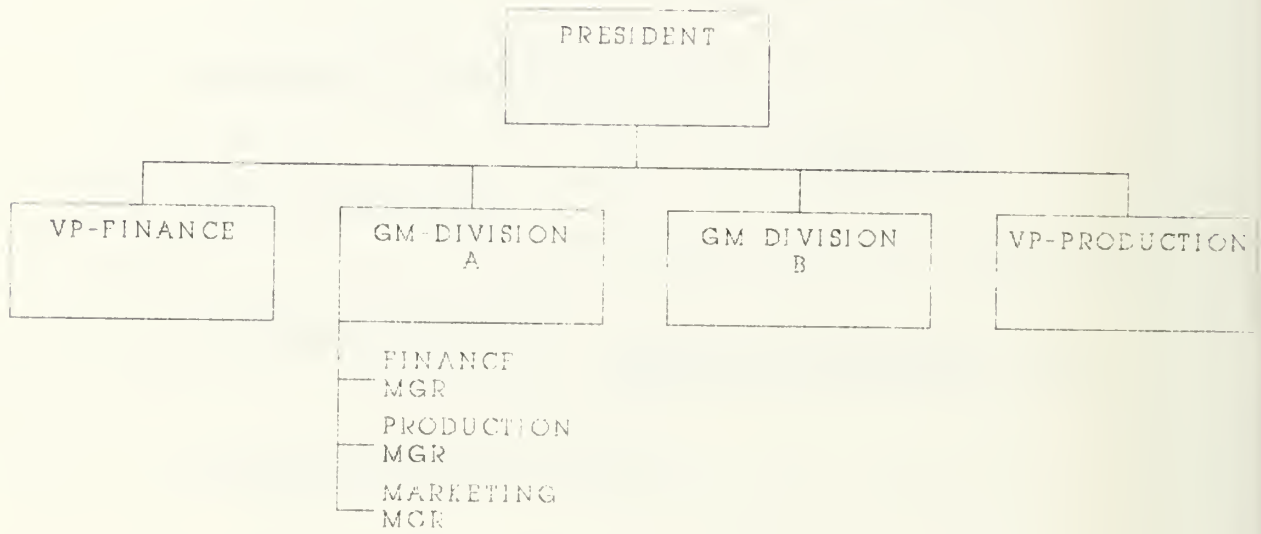 PRESIDENT
VP-FINANCE
GM-DIVISION
A
GM DIVISION
B
VP-PRODUCTION
FINANCE
MGR
PRODUCTION
MGR
MARKETING
MGR